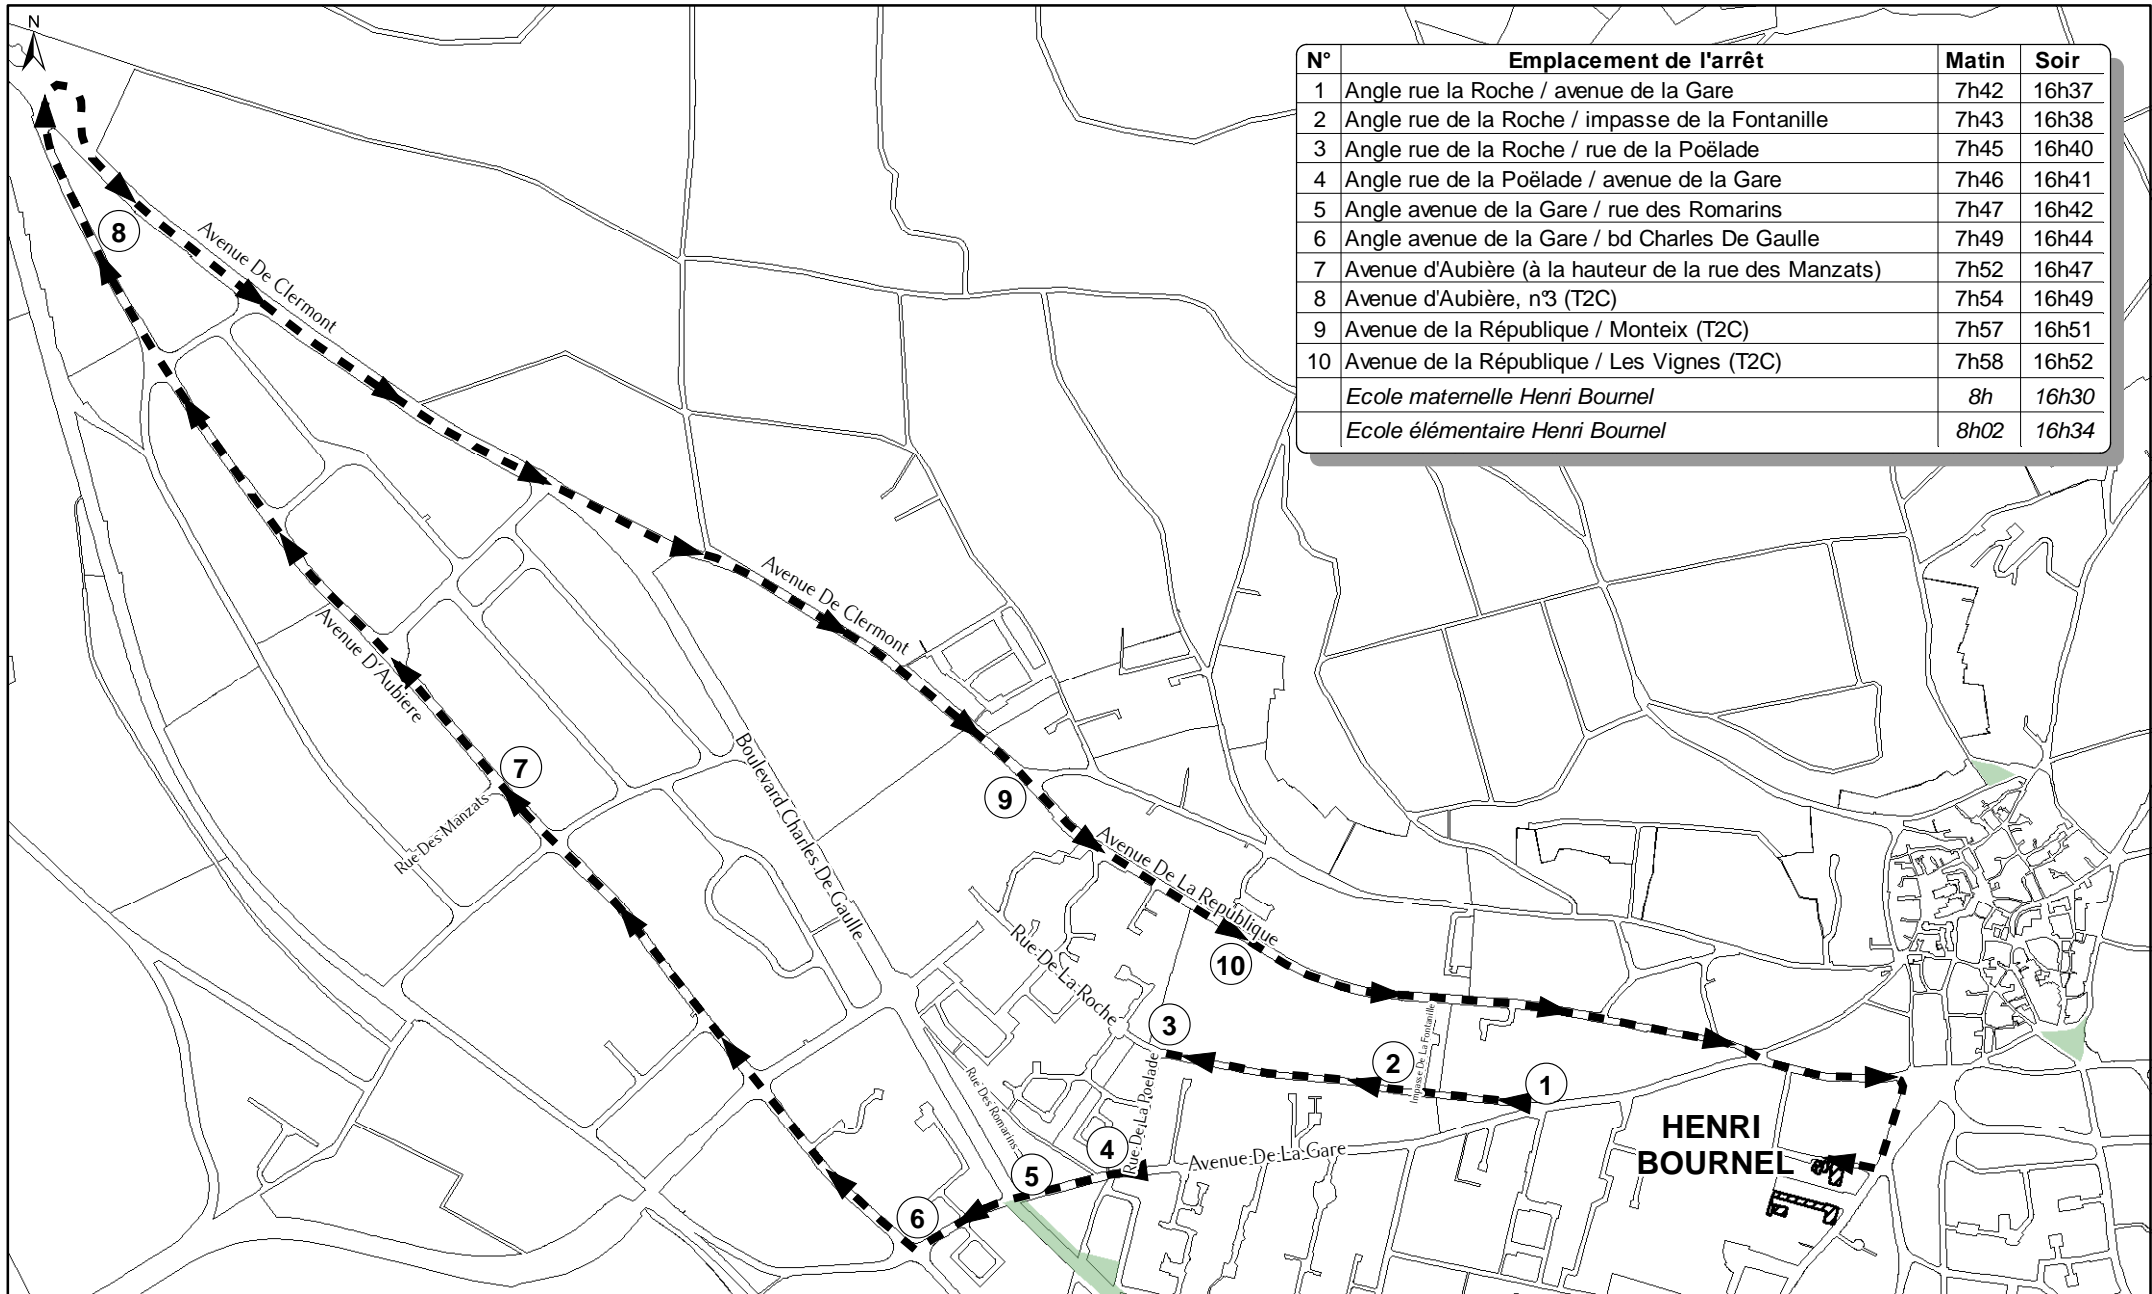 N
N° Emplacement de l'arrêt Matin Soir
1 Angle rue la Roche / avenue de la Gare 7h42 16h37
2 Angle rue de la Roche / impasse de la Fontanille 7h43 16h38
3 Angle rue de la Roche / rue de la Poëlade 7h45 16h40
4 Angle rue de la Poëlade / avenue de la Gare 7h46 16h41
5 Angle avenue de la Gare / rue des Romarins 7h47 16h42
6 Angle avenue de la Gare / bd Charles De Gaulle 7h49 16h44
7 Avenue d'Aubière (à la hauteur de la rue des Manzats) 7h52 16h47
8 Avenue d'Aubière, n°3 (T2C) 7h54 16h49
9 Avenue de la République / Monteix (T2C) 7h57 16h51
10 Avenue de la République / Les Vignes (T2C) 7h58 16h52
Ecole maternelle Henri Bournel 8h 16h30
Ecole élémentaire Henri Bournel 8h02 16h34
8
Avenue De Clermont
Avenue De Clermont
Avenue D'Aubière
7
Rue Des Manzats
Boulevard Charles De Gaulle
9
Avenue De La République
10
Rue De La Roche
3
2
1
Impasse De La Fontanille
Rue De La Poelade
Rue Des Romarins
4
5
6
Avenue De La Gare
HENRI
BOURNEL